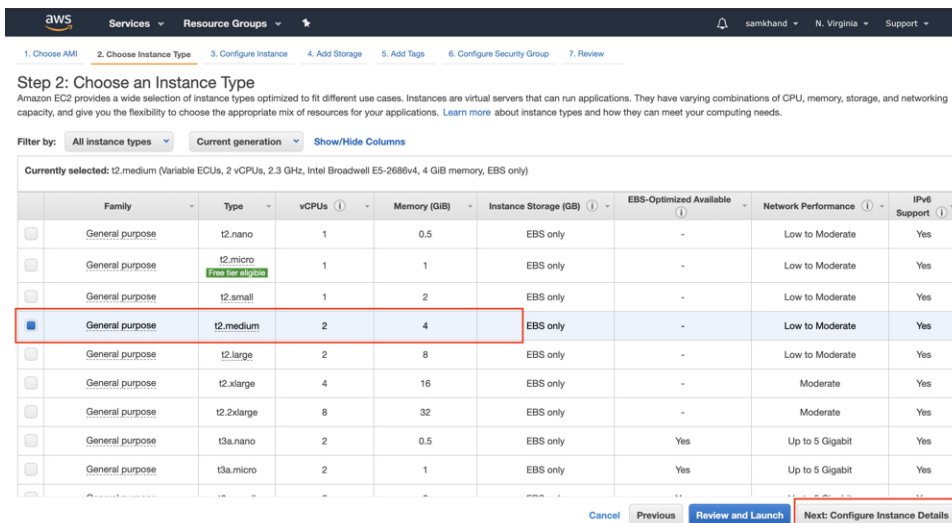 aws Services Resource Groups samkhand N. Virginia Support
1. Choose AMI 2. Choose Instance Type 3. Configure Instance 4. Add Storage 5. Add Tags 6. Configure Security Group 7. Review
Step 2: Choose an Instance Type
Amazon EC2 provides a wide selection of instance types optimized to fit different use cases. Instances are virtual servers that can run applications. They have varying combinations of CPU, memory, storage, and networking
capacity, and give you the flexibility to choose the appropriate mix of resources for your applications. Learn more about instance types and how they can meet your computing needs.
Filter by: All instance types Current generation Show/Hide Columns
Currently selected: t2.medium (Variable ECUs, 2 vCPUs, 2.3 GHz, Intel Broadwell E5-2686v4, 4 GiB memory, EBS only)
Family Type vCPUs Memory (GiB) Instance Storage (GB) EBS-Optimized Available Network Performance IPv6 Support
General purpose t2.nano 1 0.5 EBS only - Low to Moderate Yes
General purpose t2.micro Free tier eligible 1 1 EBS only - Low to Moderate Yes
General purpose t2.small 1 2 EBS only - Low to Moderate Yes
General purpose t2.medium 2 4 EBS only - Low to Moderate Yes
General purpose t2.large 2 8 EBS only - Low to Moderate Yes
General purpose t2.xlarge 4 16 EBS only - Moderate Yes
General purpose t2.2xlarge 8 32 EBS only - Moderate Yes
General purpose t3a.nano 2 0.5 EBS only Yes Up to 5 Gigabit Yes
General purpose t3a.micro 2 1 EBS only Yes Up to 5 Gigabit Yes
Cancel Previous Review and Launch Next: Configure Instance Details